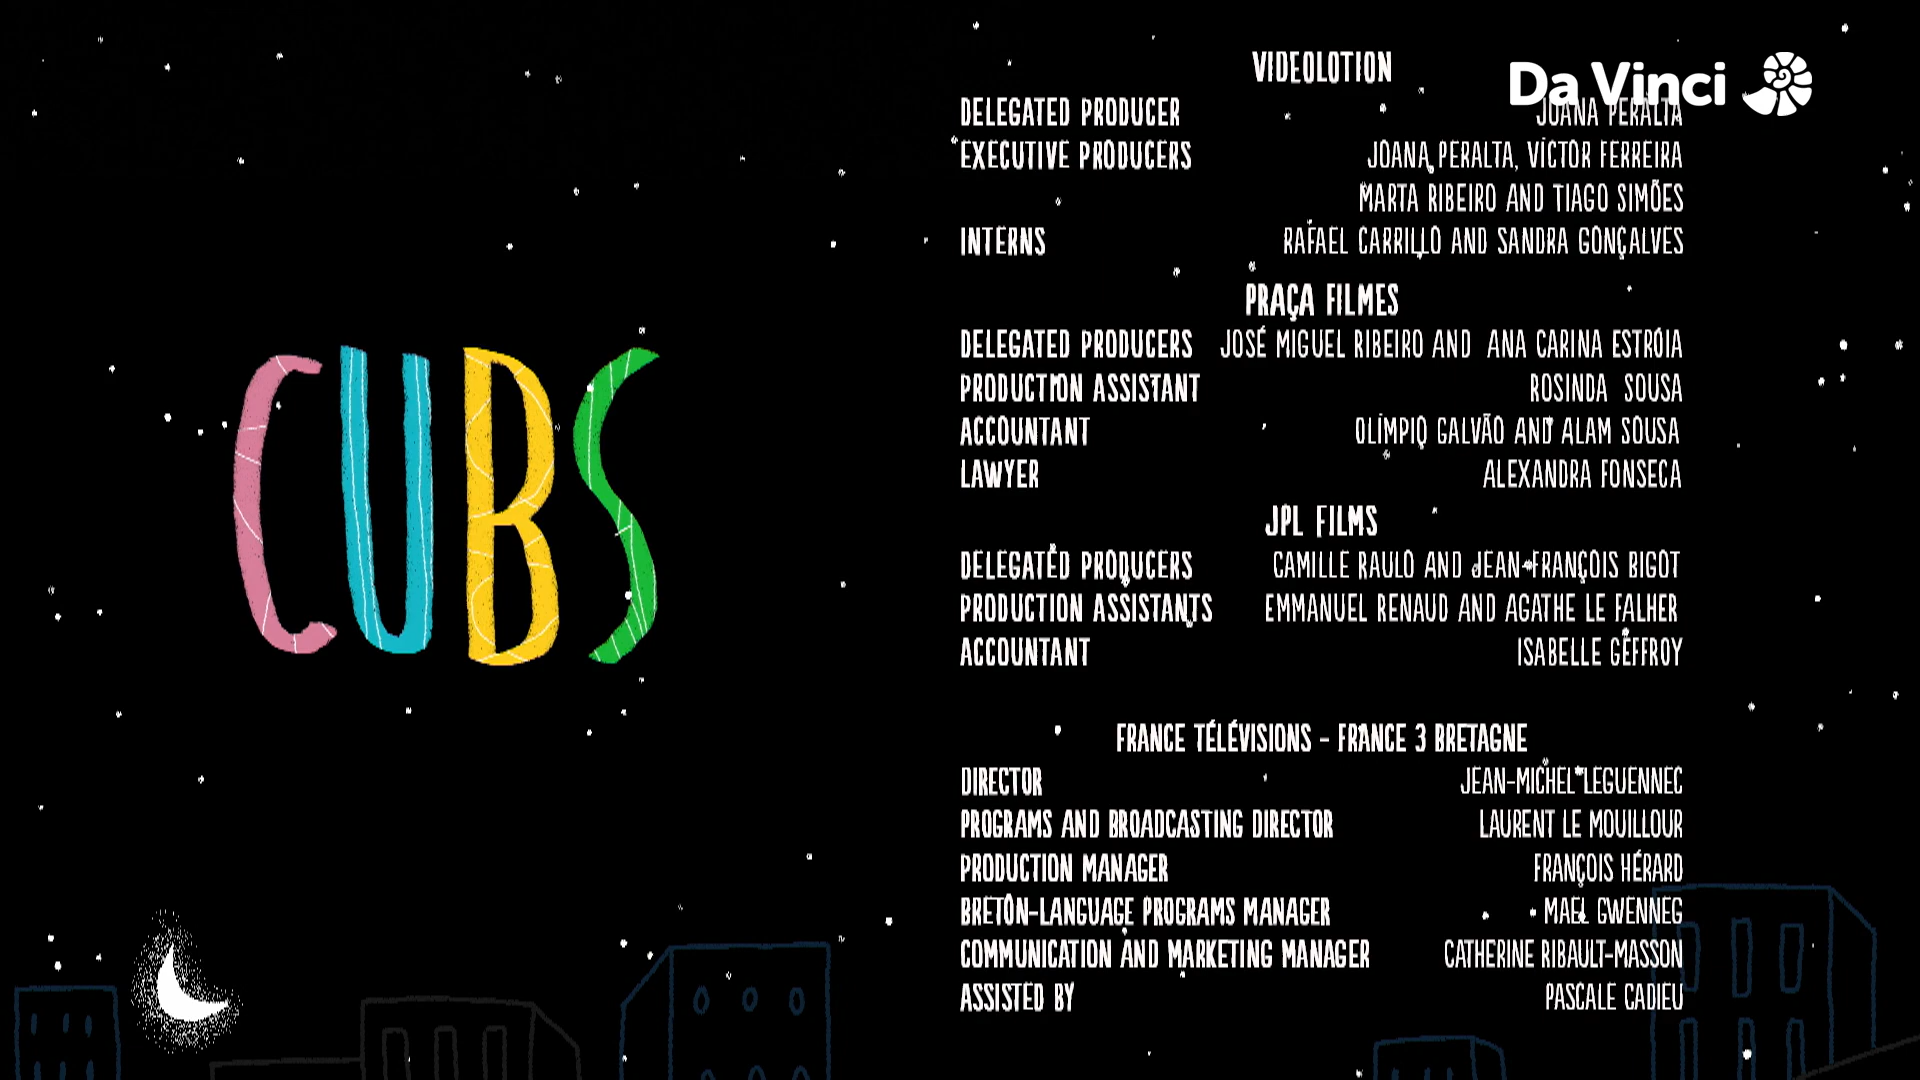 CUBS
Da Vinci
VIDEOLOTION
DELEGATED PRODUCER JOANA PERALTA
EXECUTIVE PRODUCERS JOANA PERALTA, VÍCTOR FERREIRA
MARTA RIBEIRO AND TIAGO SIMÕES
INTERNS RAFAEL CARRILLO AND SANDRA GONÇALVES
PRAÇA FILMES
DELEGATED PRODUCERS JOSÉ MIGUEL RIBEIRO AND ANA CARINA ESTRÓIA
PRODUCTION ASSISTANT ROSINDA SOUSA
ACCOUNTANT OLÍMPIO GALVÃO AND ALAM SOUSA
LAWYER ALEXANDRA FONSECA
JPL FILMS
DELEGATED PRODUCERS CAMILLE RAULO AND JEAN-FRANÇOIS BIGOT
PRODUCTION ASSISTANTS EMMANUEL RENAUD AND AGATHE LE FALHER
ACCOUNTANT ISABELLE GEFFROY
FRANCE TÉLÉVISIONS - FRANCE 3 BRETAGNE
DIRECTOR JEAN-MICHEL LEGUENNEC
PROGRAMS AND BROADCASTING DIRECTOR LAURENT LE MOUILLOUR
PRODUCTION MANAGER FRANÇOIS HÉRARD
BRETON-LANGUAGE PROGRAMS MANAGER MAEL GWENNEG
COMMUNICATION AND MARKETING MANAGER CATHERINE RIBAULT-MASSON
ASSISTED BY PASCALE CADIEU